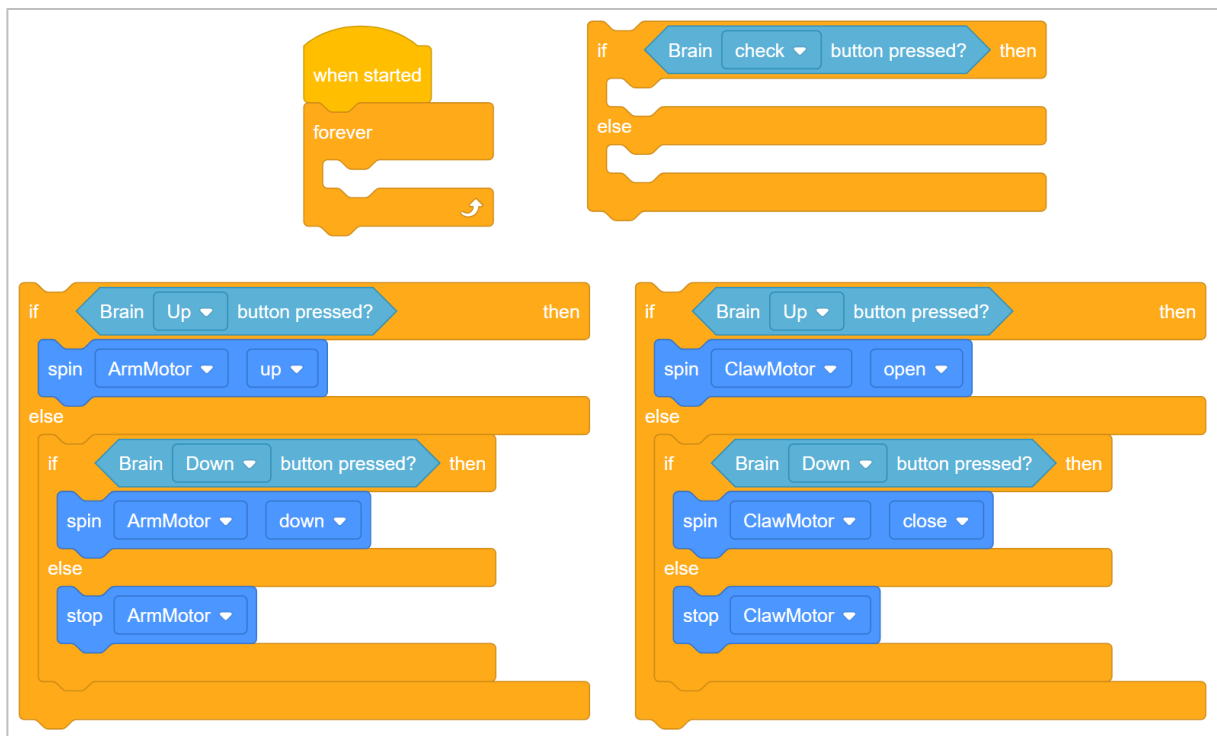 when started
forever
if Brain check button pressed? then
else
if Brain Up button pressed? then
spin ArmMotor up
else
if Brain Down button pressed? then
spin ArmMotor down
else
stop ArmMotor
if Brain Up button pressed? then
spin ClawMotor open
else
if Brain Down button pressed? then
spin ClawMotor close
else
stop ClawMotor